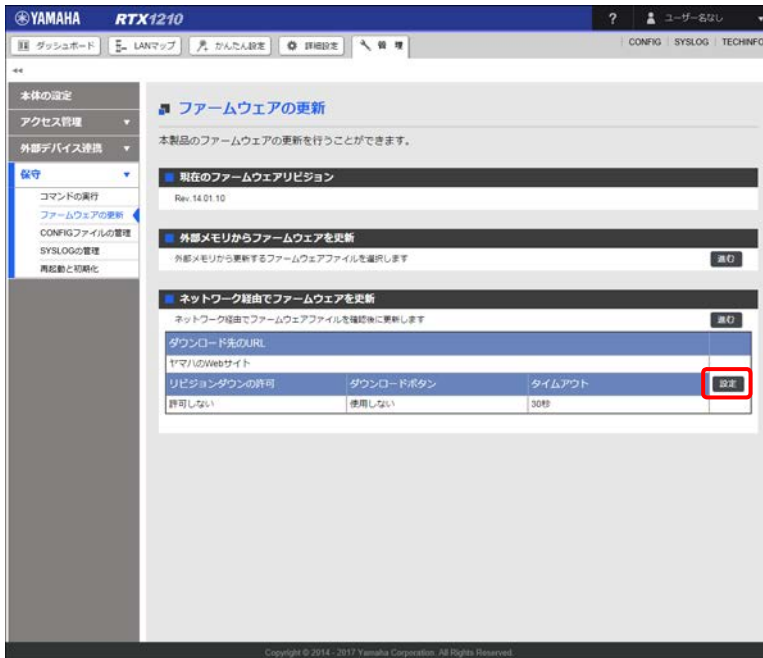 YAMAHA RTX1210 ? ユーザー名なし
ダッシュボード LANマップ かんたん設定 詳細設定 管理 CONFIG SYSLOG TECHINFO
本体の設定
アクセス管理
外部デバイス連携
保守
コマンドの実行
ファームウェアの更新
CONFIGファイルの管理
SYSLOGの管理
再起動と初期化
ファームウェアの更新
本製品のファームウェアの更新を行うことができます。
現在のファームウェアリビジョン
Rev.14.01.10
外部メモリからファームウェアを更新
外部メモリから更新するファームウェアファイルを選択します 進む
ネットワーク経由でファームウェアを更新
ネットワーク経由でファームウェアファイルを確認後に更新します 進む
ダウンロード先のURL
ヤマハのWebサイト
リビジョンダウンの許可 ダウンロードボタン タイムアウト 設定
許可しない 使用しない 30秒
Copyright © 2014 - 2017 Yamaha Corporation. All Rights Reserved.